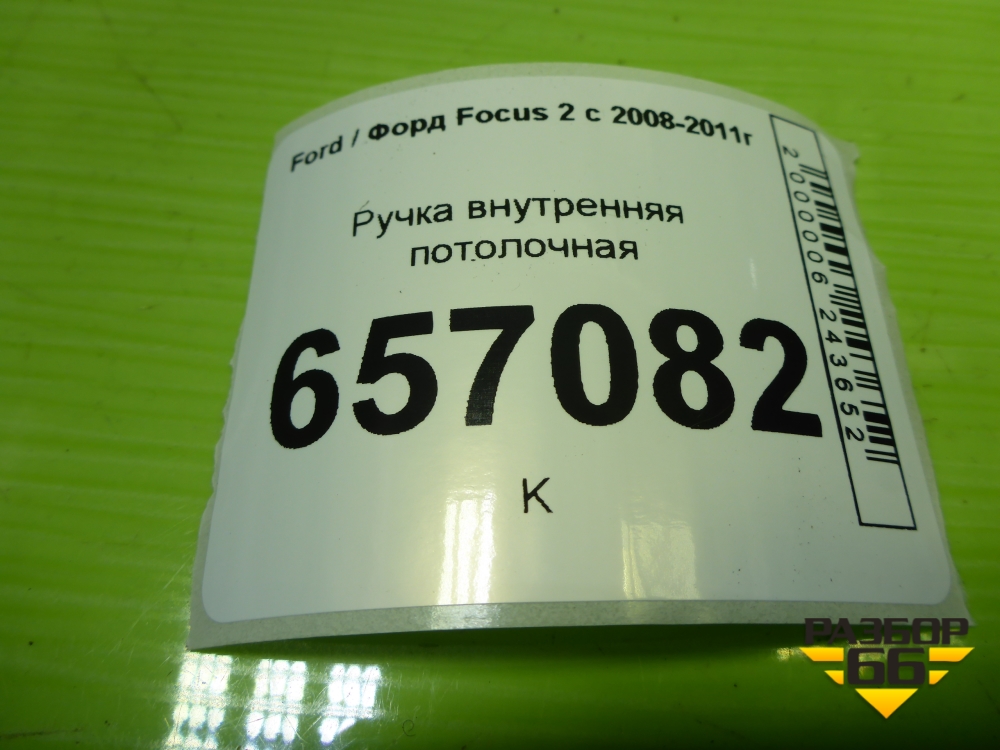 Ford / Форд Focus 2 с 2008-2011г
Ручка внутренняя
потолочная
657082
К
2000006243652
РАЗБОР
66